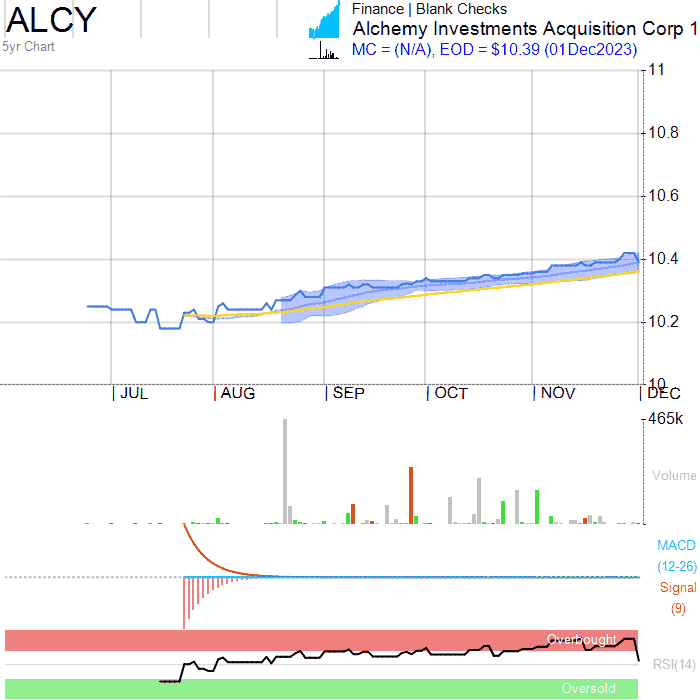 ALCY
5yr Chart
Finance | Blank Checks
Alchemy Investments Acquisition Corp 1
MC = (N/A), EOD = $10.39 (01Dec2023)
11
10.8
10.6
10.4
10.2
10
JUL AUG SEP OCT NOV DEC
465k
Volume
MACD
(12-26)
Signal
(9)
Overbought
RSI(14)
Oversold